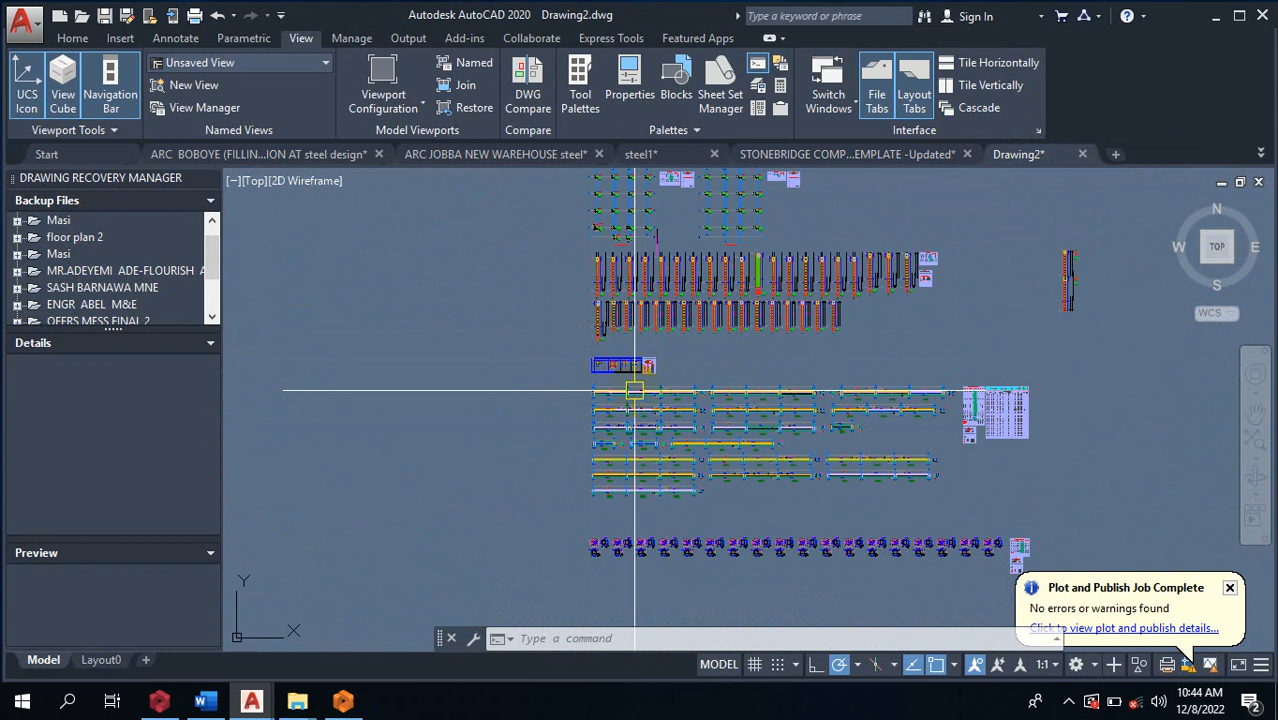 Autodesk AutoCAD 2020 Drawing2.dwg
Type a keyword or phrase
Sign In
Home Insert Annotate Parametric View Manage Output Add-ins Collaborate Express Tools Featured Apps
UCS Icon
View Cube
Navigation Bar
Viewport Tools
Unsaved View
New View
View Manager
Named Views
Viewport Configuration
Named
Join
Restore
Model Viewports
DWG Compare
Compare
Tool Palettes
Properties
Blocks
Sheet Set Manager
Palettes
Switch Windows
File Tabs
Layout Tabs
Tile Horizontally
Tile Vertically
Cascade
Interface
Start
ARC BOBOYE (FILLIN...ION AT steel design*
ARC JOBBA NEW WAREHOUSE steel*
steel1*
STONEBRIDGE COMP...EMPLATE -Updated*
Drawing2*
DRAWING RECOVERY MANAGER
Backup Files
Masi
floor plan 2
Masi
MR.ADEYEMI ADE-FLOURISH A
SASH BARNAWA MNE
ENGR ABEL M&E
OFFRS MESS FINAL 2
Details
Preview
[−][Top][2D Wireframe]
N
W TOP E
S
WCS
Y
X
Plot and Publish Job Complete
No errors or warnings found
Click to view plot and publish details...
Type a command
Model Layout0 +
MODEL
1:1
10:44 AM
12/8/2022
2